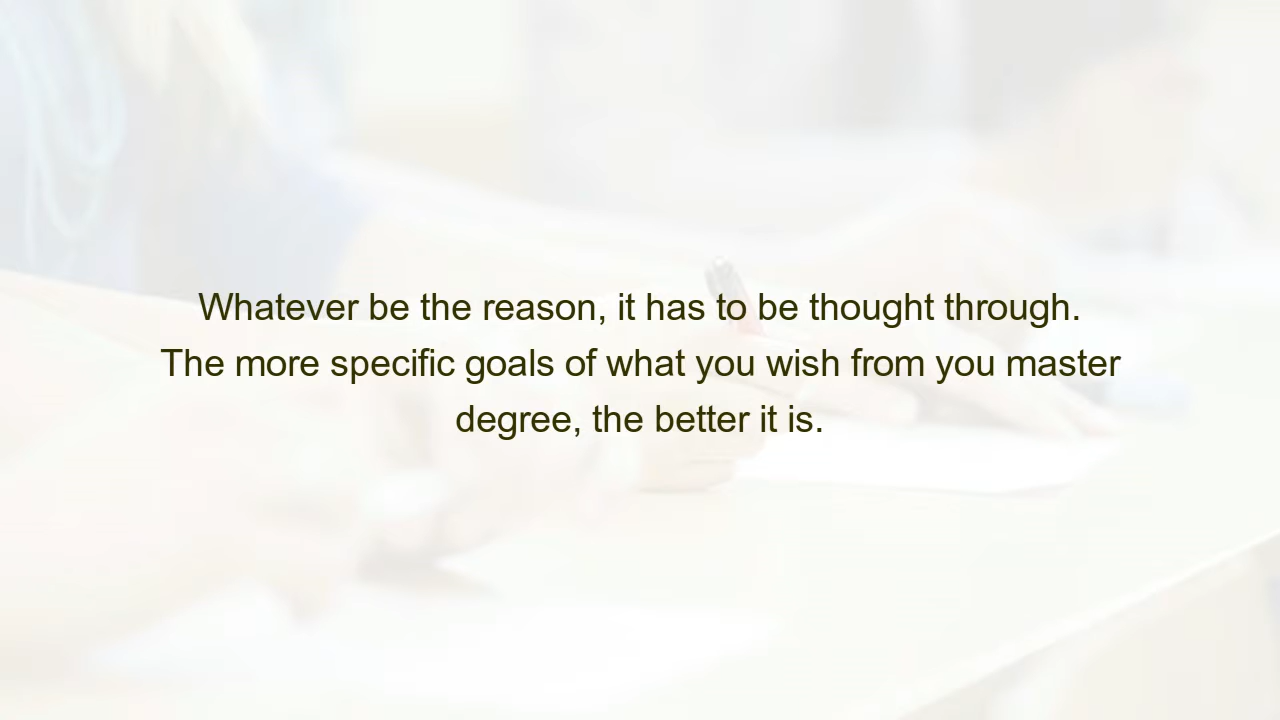 Whatever be the reason, it has to be thought through.
The more specific goals of what you wish from you master
degree, the better it is.